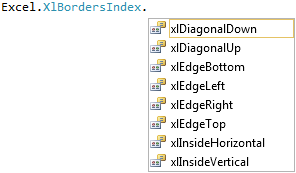 Excel.XlBordersIndex.
xlDiagonalDown
xlDiagonalUp
xlEdgeBottom
xlEdgeLeft
xlEdgeRight
xlEdgeTop
xlInsideHorizontal
xlInsideVertical